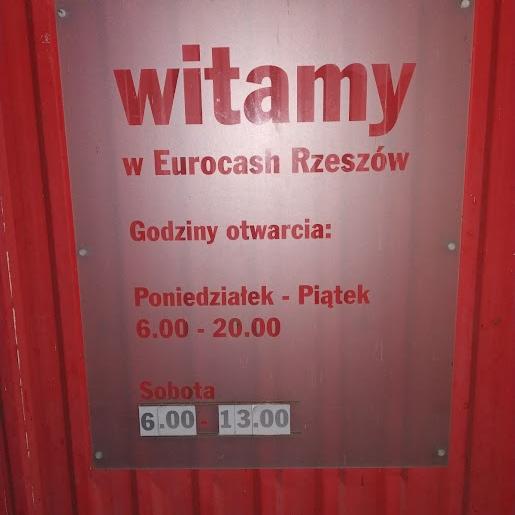 witamy
w Eurocash Rzeszów
Godziny otwarcia:
Poniedziałek - Piątek
6.00 - 20.00
Sobota
6.00 - 13.00